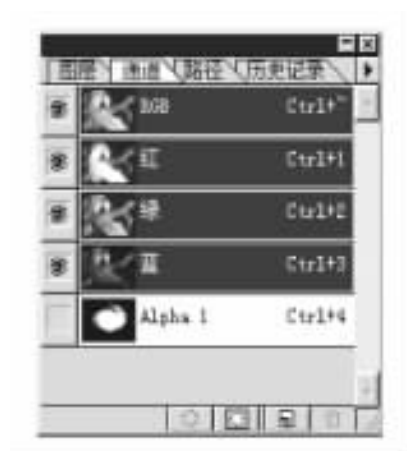 图层 通道 路径 历史记录
RGB Ctrl+~
红 Ctrl+1
绿 Ctrl+2
蓝 Ctrl+3
Alpha 1 Ctrl+4